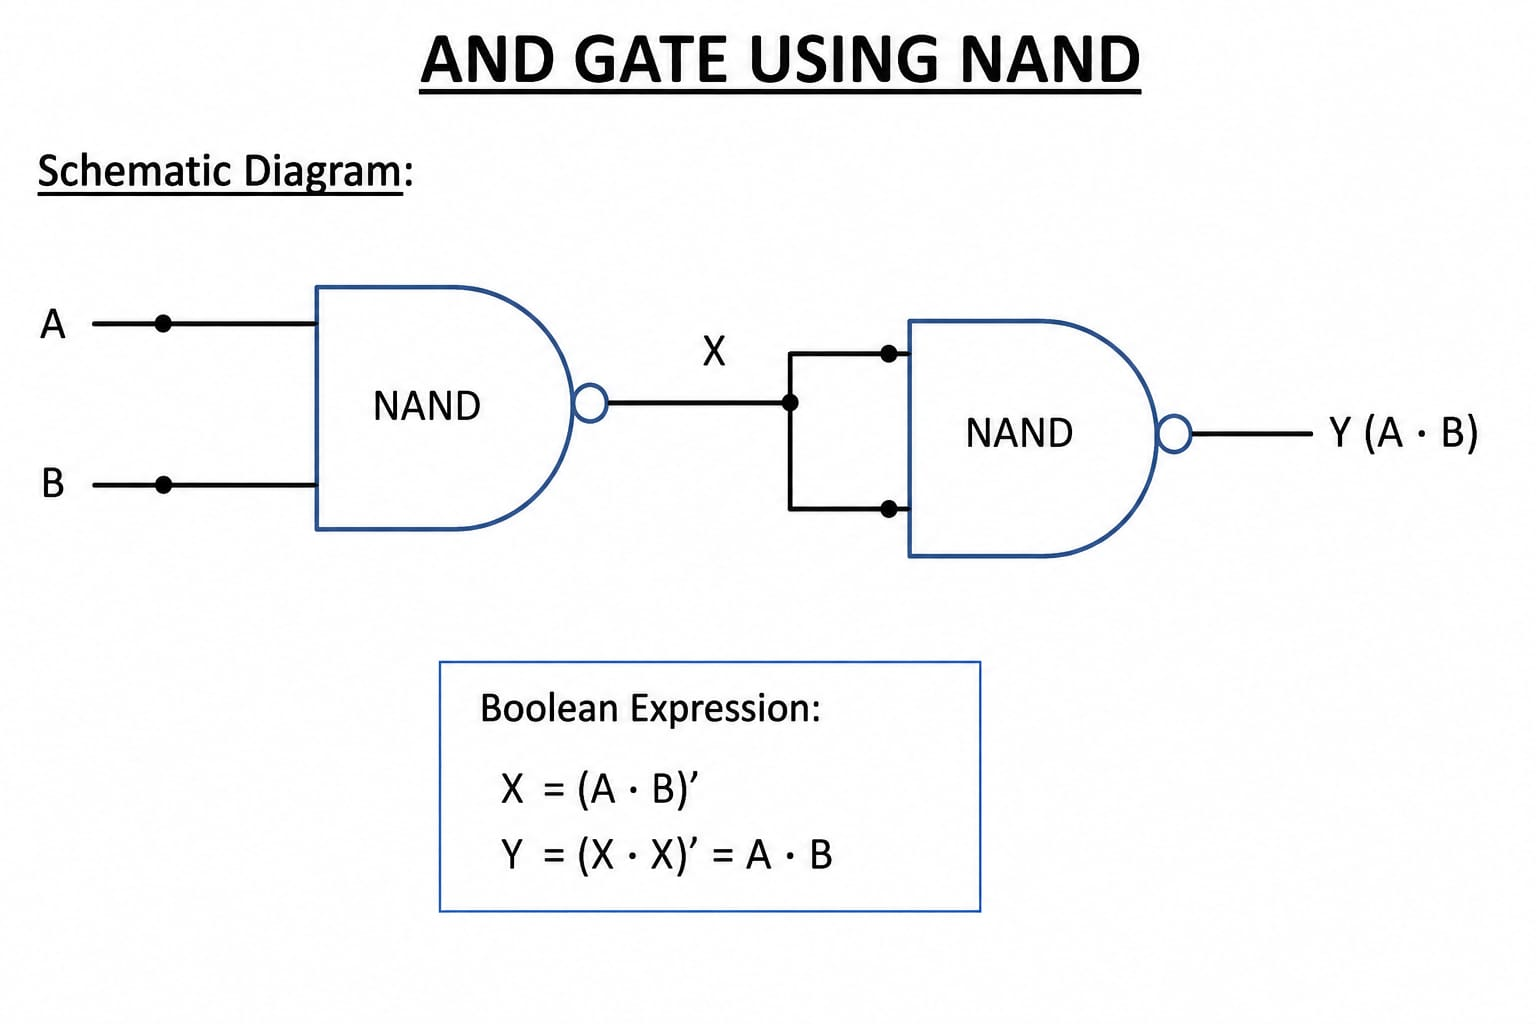 AND GATE USING NAND
Schematic Diagram:
A
B
NAND
X
NAND
Y (A · B)
Boolean Expression:
X = (A · B)′
Y = (X · X)′ = A · B